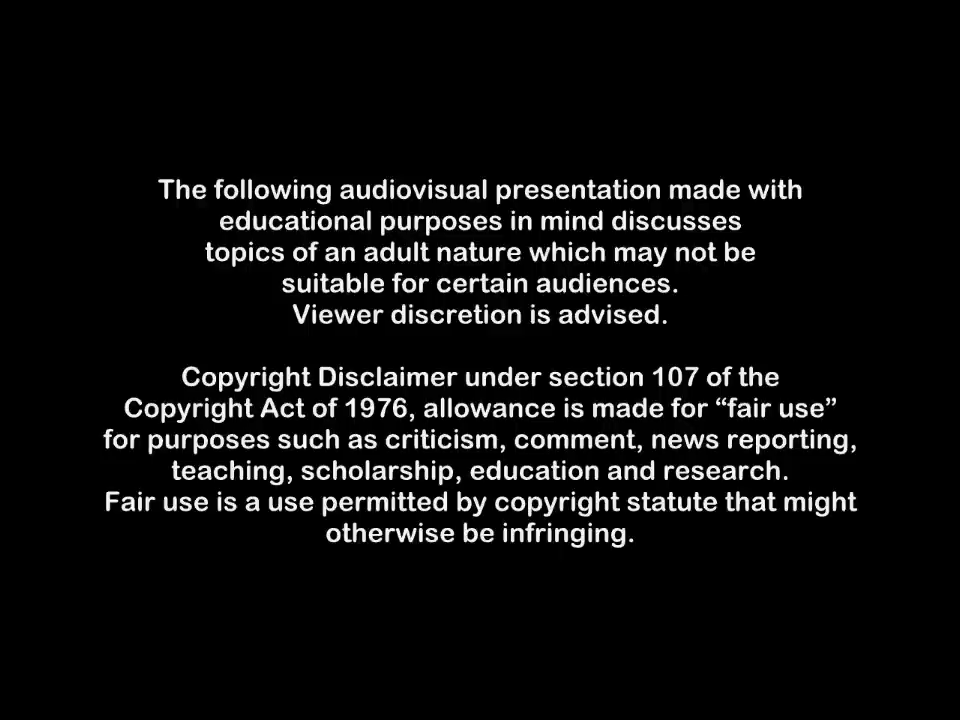 The following audiovisual presentation made with
educational purposes in mind discusses
topics of an adult nature which may not be
suitable for certain audiences.
Viewer discretion is advised.
Copyright Disclaimer under section 107 of the
Copyright Act of 1976, allowance is made for “fair use”
for purposes such as criticism, comment, news reporting,
teaching, scholarship, education and research.
Fair use is a use permitted by copyright statute that might
otherwise be infringing.